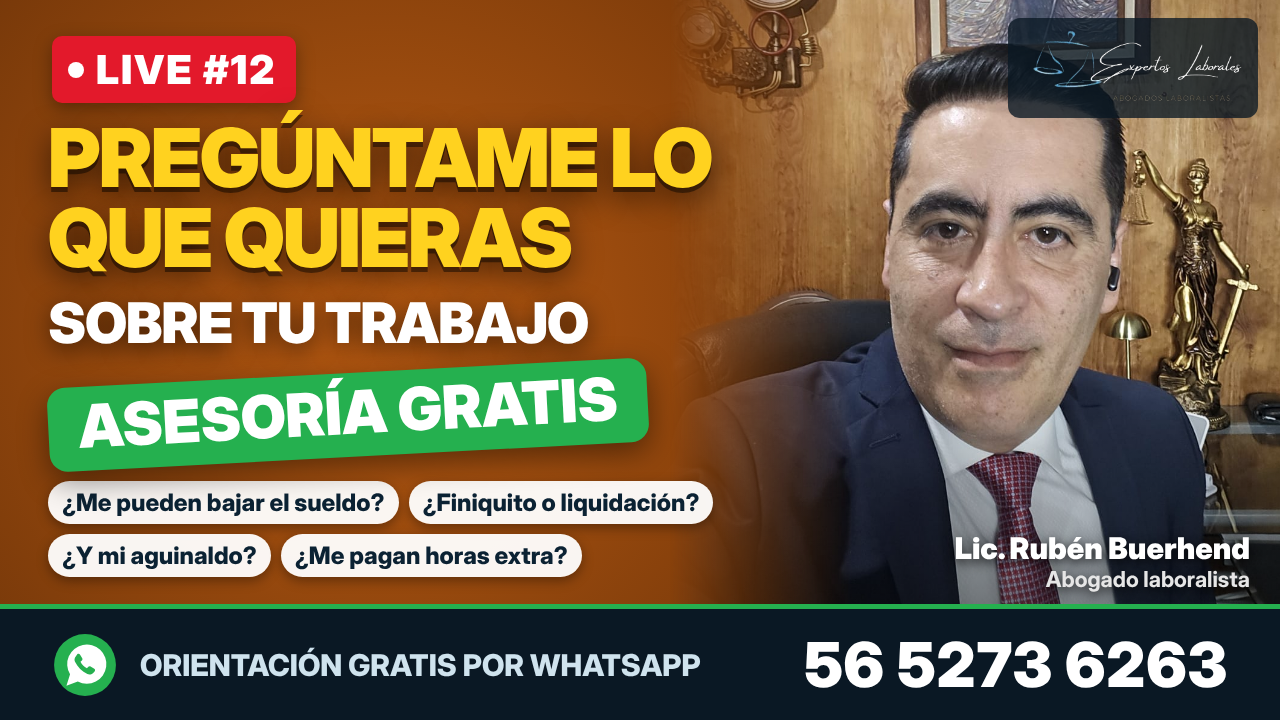 LIVE #12
Expertos Laborales
ABOGADOS LABORALISTAS
PREGÚNTAME LO
QUE QUIERAS
SOBRE TU TRABAJO
ASESORÍA GRATIS
¿Me pueden bajar el sueldo?
¿Finiquito o liquidación?
¿Y mi aguinaldo?
¿Me pagan horas extra?
Lic. Rubén Buerhend
Abogado laboralista
ORIENTACIÓN GRATIS POR WHATSAPP
56 5273 6263